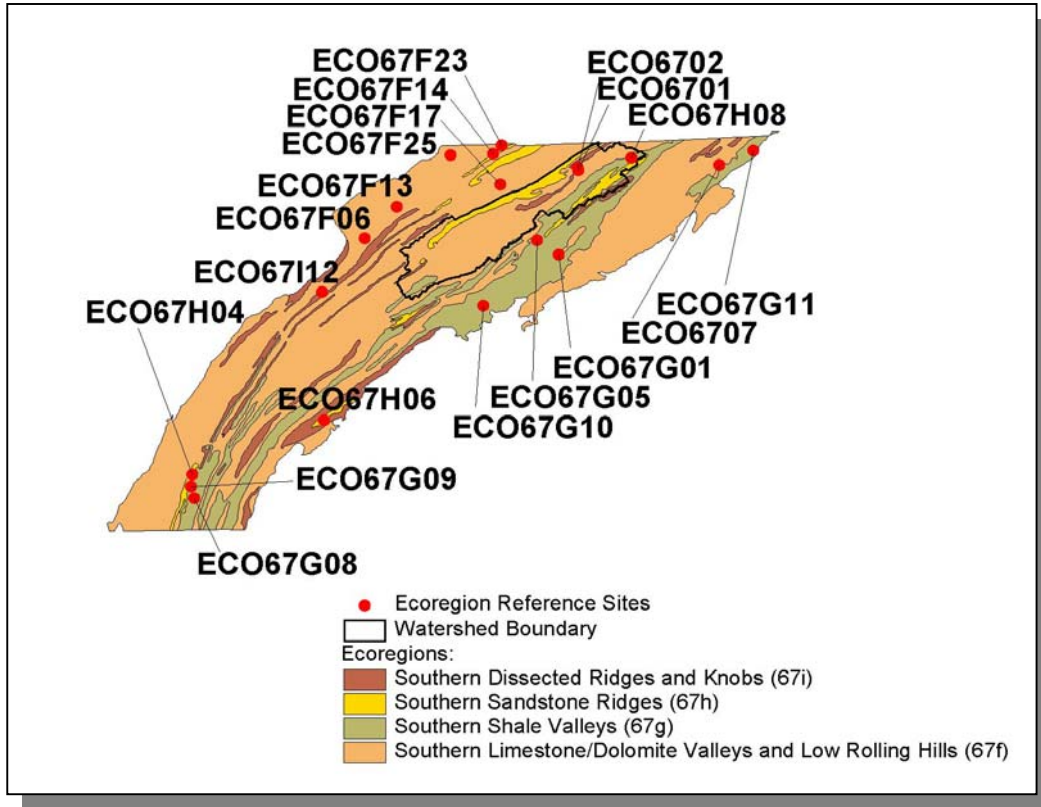 ECO67F23
ECO67F14
ECO67F17
ECO67F25
ECO6702
ECO6701
ECO67H08
ECO67F13
ECO67F06
ECO67I12
ECO67H04
ECO67G11
ECO6707
ECO67G01
ECO67G05
ECO67G10
ECO67H06
ECO67G09
ECO67G08
Ecoregion Reference Sites
Watershed Boundary
Ecoregions:
Southern Dissected Ridges and Knobs (67i)
Southern Sandstone Ridges (67h)
Southern Shale Valleys (67g)
Southern Limestone/Dolomite Valleys and Low Rolling Hills (67f)